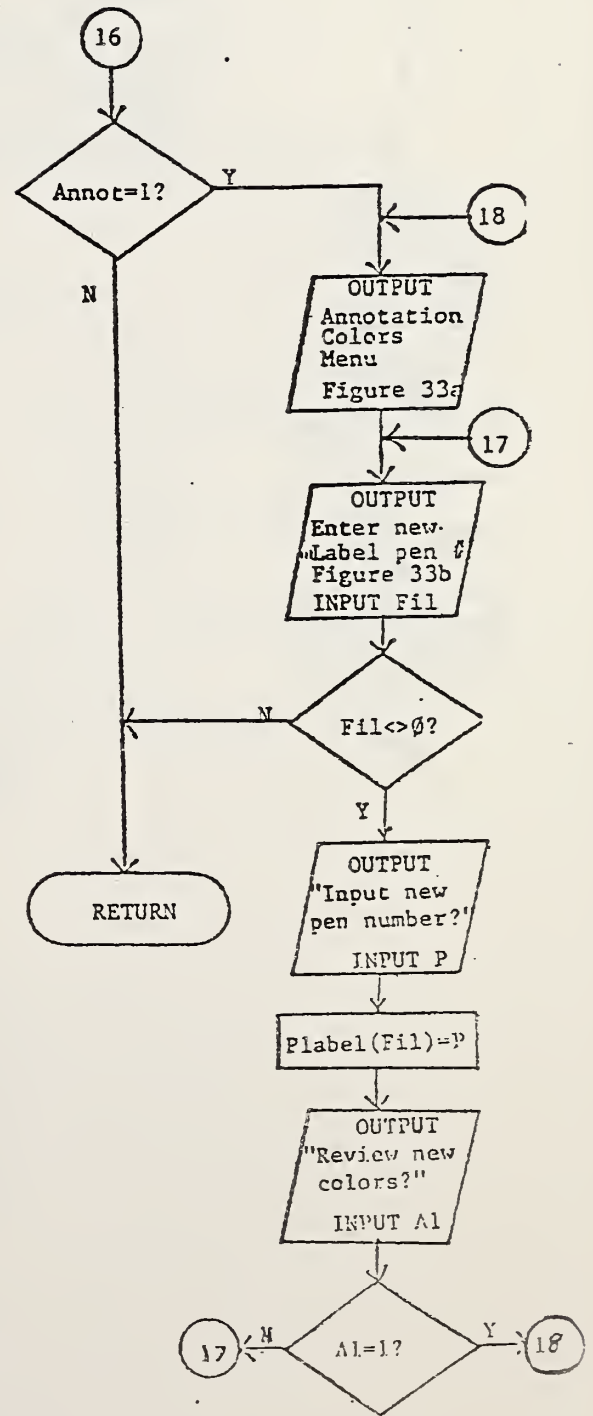 16
Annot=1?
Y
N
18
OUTPUT
Annotation
Colors
Menu
Figure 33a
17
OUTPUT
Enter new
"Label pen #
Figure 33b
INPUT Fil
Fil<>Ø?
N
Y
RETURN
OUTPUT
"Input new
pen number?"
INPUT P
Plabel(Fil)=P
OUTPUT
"Review new
colors?"
INPUT A1
A1=1?
N
Y
17
18